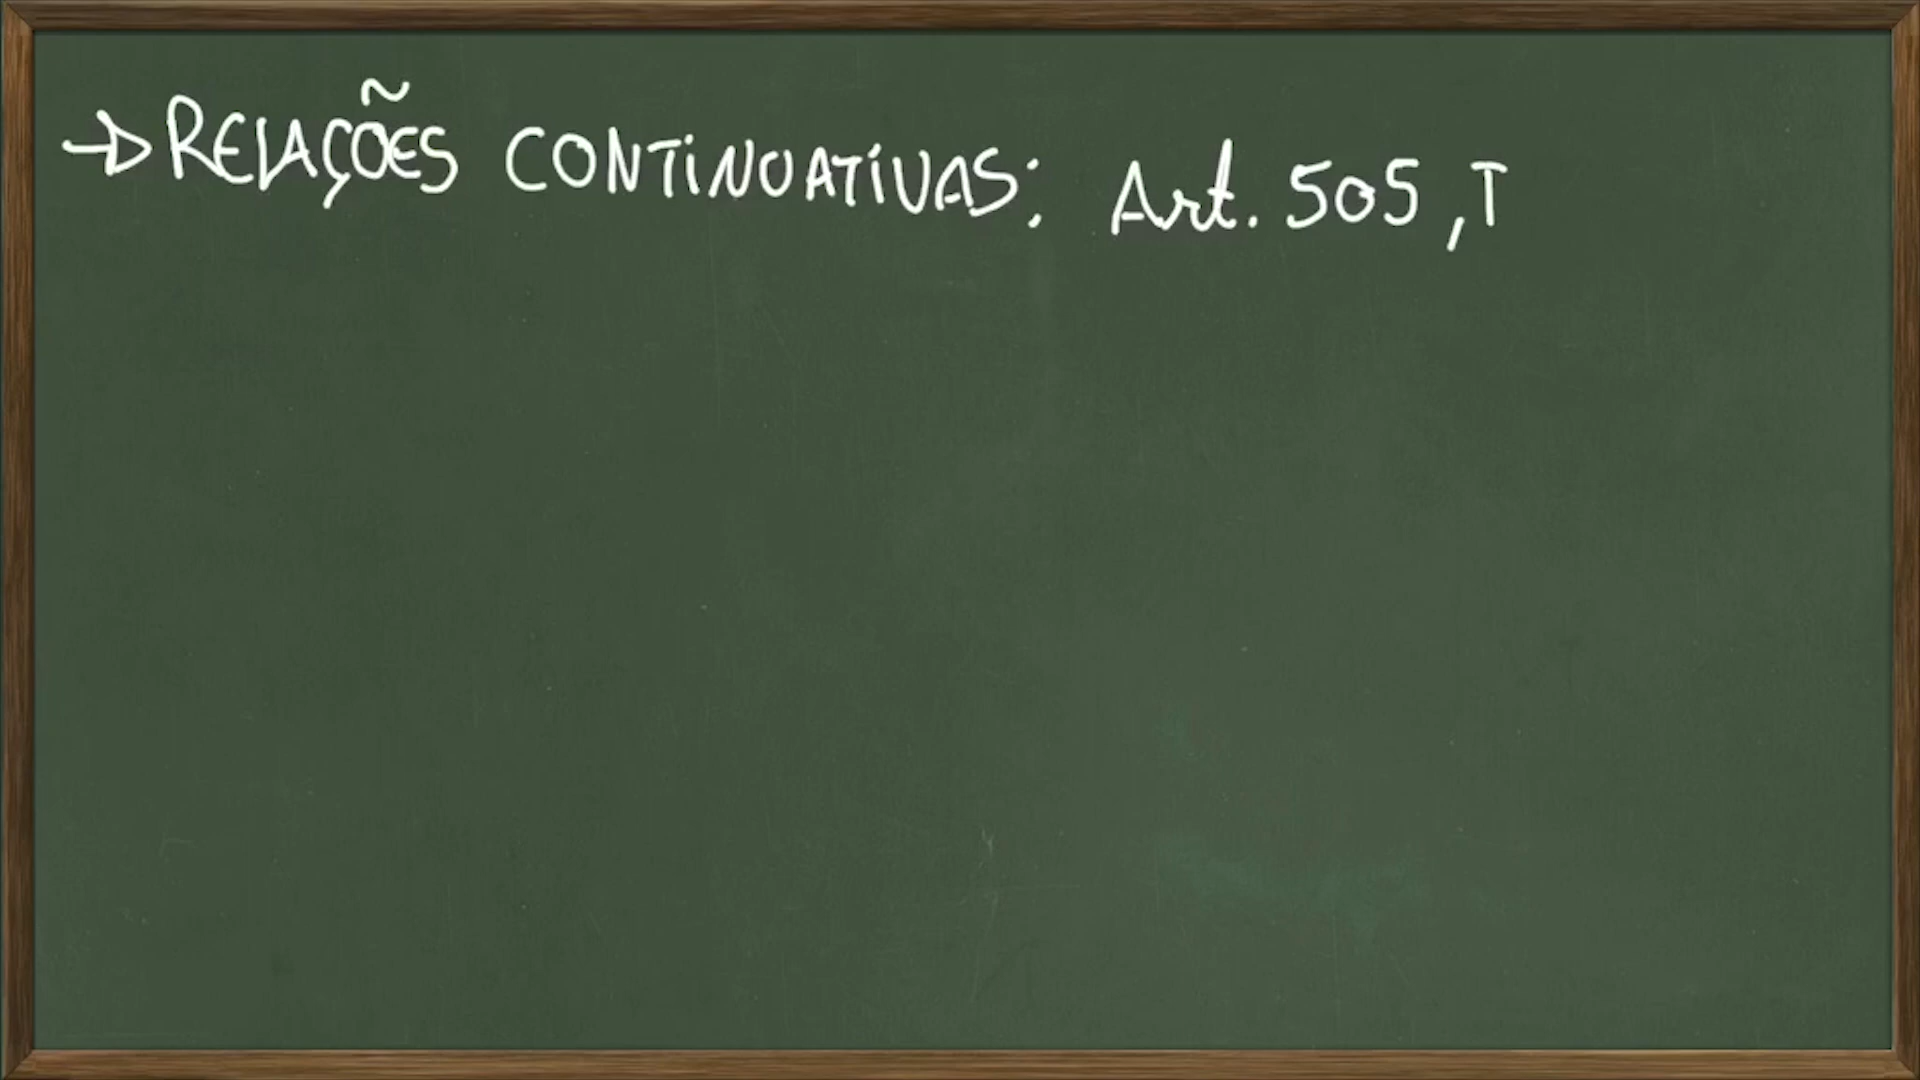 → RELAÇÕES CONTINUATIVAS: Art. 505, I